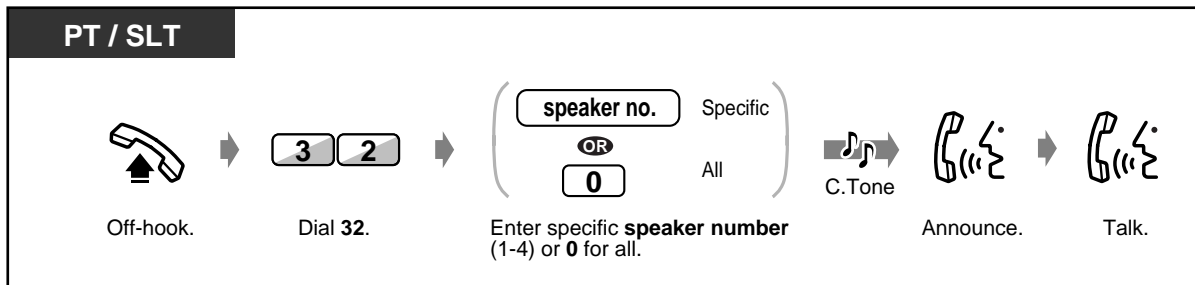 PT / SLT
3 2
speaker no. Specific
OR
0 All
C.Tone
Off-hook.
Dial 32.
Enter specific speaker number
(1-4) or 0 for all.
Announce.
Talk.